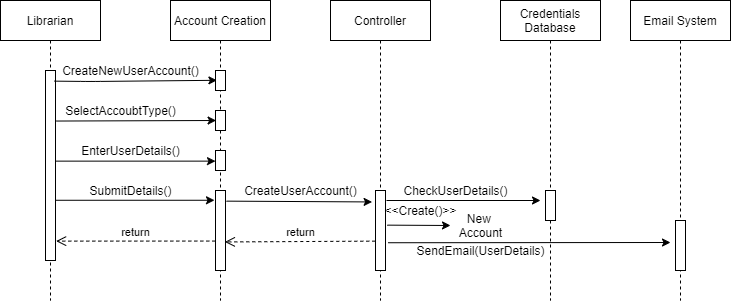 Librarian
Account Creation
Controller
Credentials
Database
Email System
CreateNewUserAccount()
SelectAccoubtType()
EnterUserDetails()
SubmitDetails()
CreateUserAccount()
CheckUserDetails()
<<Create()>>
New
Account
return
return
SendEmail(UserDetails)